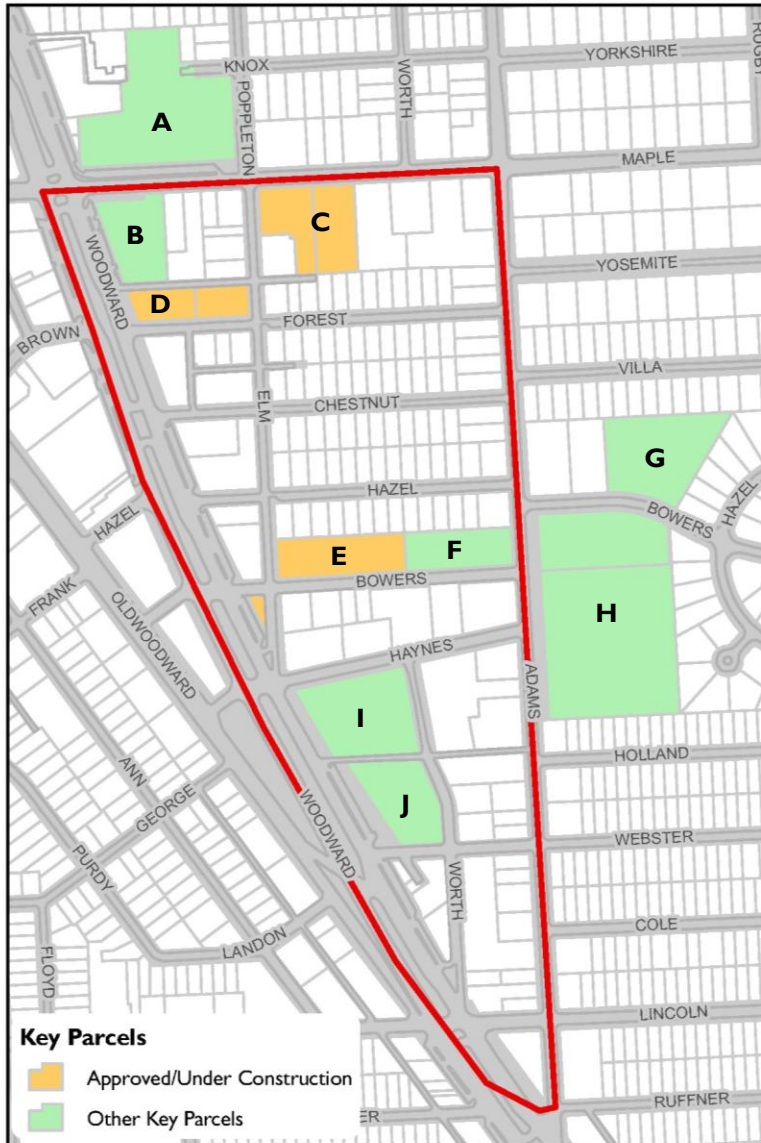 RUGBY
YORKSHIRE
KNOX
WORTH
POPPLETON
A
MAPLE
B
C
WOODWARD
YOSEMITE
D
FOREST
BROWN
VILLA
ELM
CHESTNUT
G
HAZEL
HAZEL
BOWERS
HAZEL
E
F
FRANK
BOWERS
OLDWOODWARD
H
HAYNES
ADAMS
I
ANN
HOLLAND
J
GEORGE
WOODWARD
WEBSTER
PURDY
WORTH
COLE
LANDON
FLOYD
LINCOLN
Key Parcels
Approved/Under Construction
RUFFNER
Other Key Parcels
ER